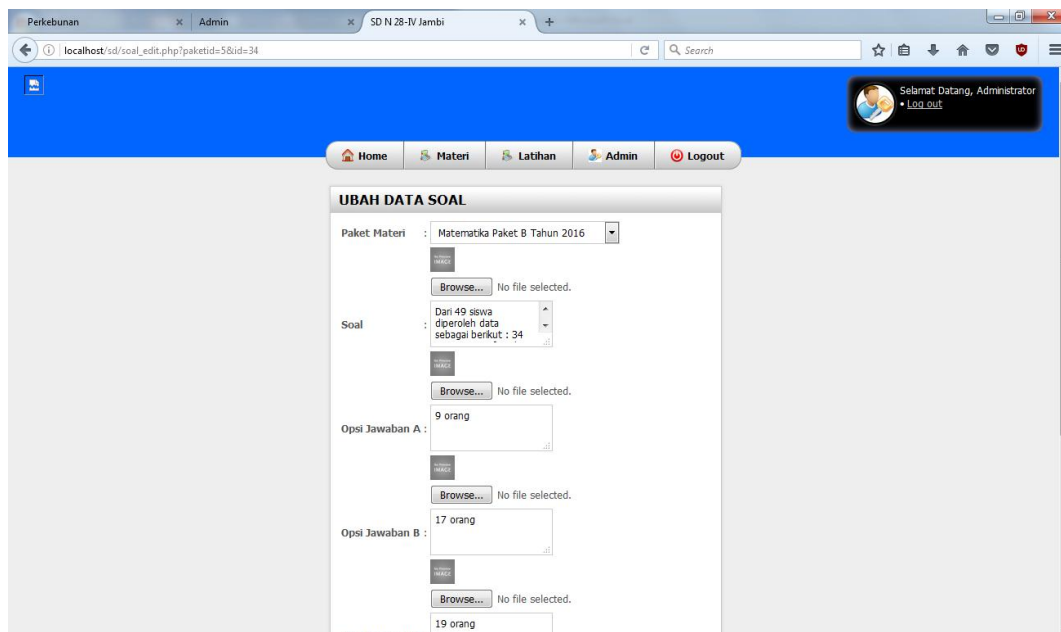 Perkebunan × Admin × SD N 28-IV Jambi × +
localhost/sd/soal_edit.php?paketid=5&id=34 Search
Selamat Datang, Administrator
• Log out
Home Materi Latihan Admin Logout
UBAH DATA SOAL
Paket Materi : Matematika Paket B Tahun 2016
Browse... No file selected.
Soal : Dari 49 siswa
diperoleh data
sebagai berikut : 34
Browse... No file selected.
Opsi Jawaban A : 9 orang
Browse... No file selected.
Opsi Jawaban B : 17 orang
Browse... No file selected.
19 orang